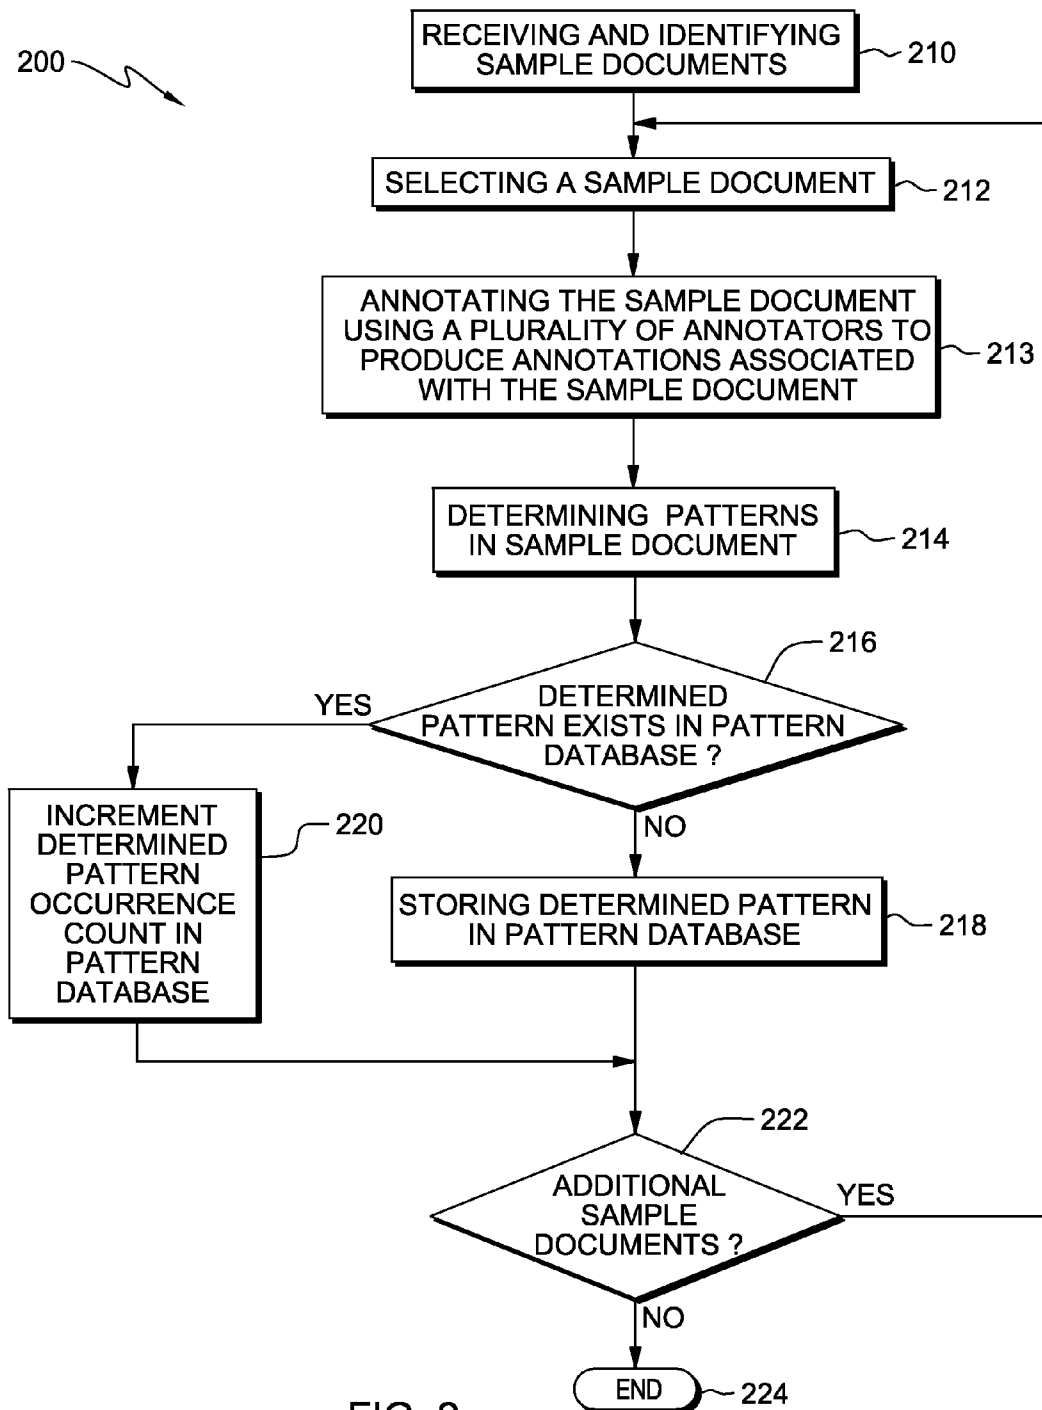 RECEIVING AND IDENTIFYING
SAMPLE DOCUMENTS
210
200
SELECTING A SAMPLE DOCUMENT
212
ANNOTATING THE SAMPLE DOCUMENT
USING A PLURALITY OF ANNOTATORS TO
PRODUCE ANNOTATIONS ASSOCIATED
WITH THE SAMPLE DOCUMENT
213
DETERMINING PATTERNS
IN SAMPLE DOCUMENT
214
216
DETERMINED
PATTERN EXISTS IN PATTERN
DATABASE ?
YES
NO
INCREMENT
DETERMINED
PATTERN
OCCURRENCE
COUNT IN
PATTERN
DATABASE
220
STORING DETERMINED PATTERN
IN PATTERN DATABASE
218
222
ADDITIONAL
SAMPLE
DOCUMENTS ?
YES
NO
END
224
FIG.